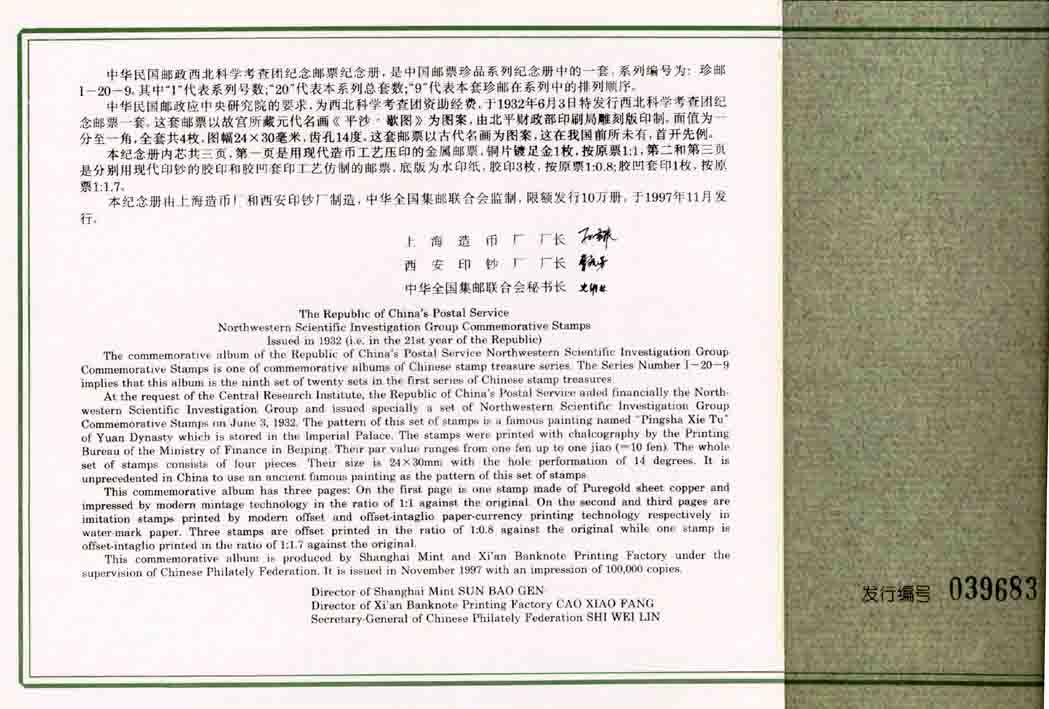 中华民国邮政西北科学考查团纪念邮票纪念册，是中国邮票珍品系列纪念册中的一套，系列编号为：珍邮
I－20－9，其中"I"代表系列号数；"20"代表本系列总套数；"9"代表本套珍邮在系列中的排列顺序。
中华民国邮政应中央研究院的要求，为西北科学考查团资助经费，于1932年6月3日特发行西北科学考查团纪
念邮票一套，这套邮票以故宫所藏元代名画《平沙·歇图》为图案，由北平财政部印刷局雕刻版印制，面值为一
分至一角，全套共4枚，图幅24×30毫米，齿孔14度，这套邮票以古代名画为图案，这在我国前所未有，首开先例。
本纪念册内芯共三页，第一页是用现代造币工艺压印的金属邮票，铜片镀足金1枚，按原票1:1，第二和第三页
是分别用现代印钞的胶印和胶凹套印工艺仿制的邮票，底版为水印纸，胶印3枚，按原票1:0.8;胶凹套印1枚，按原
票1:1.7。
本纪念册由上海造币厂和西安印钞厂制造，中华全国集邮联合会监制，限额发行10万册，于1997年11月发
行。
上海造币厂 厂长
西安印钞厂 厂长
中华全国集邮联合会秘书长
The Republic of China's Postal Service
Northwestern Scientific Investigation Group Commemorative Stamps
Issued in 1932 (i.e. in the 21st year of the Republic)
The commemorative album of the Republic of China's Postal Service Northwestern Scientific Investigation Group
Commemorative Stamps is one of commemorative albums of Chinese stamp treasure series. The Series Number I－20－9
implies that this album is the ninth set of twenty sets in the first series of Chinese stamp treasures
At the request of the Central Research Institute, the Republic of China's Postal Service aided financially the North-
western Scientific Investigation Group and issued specially a set of Northwestern Scientific Investigation Group
Commemorative Stamps on June 3, 1932. The pattern of this set of stamps is a famous painting named "Pingsha Xie Tu"
of Yuan Dynasty which is stored in the Imperial Palace. The stamps were printed with chalcography by the Printing
Bureau of the Ministry of Finance in Beiping. Their par value ranges from one fen up to one jiao (=10 fen). The whole
set of stamps consists of four pieces. Their size is 24×30mm with the hole performation of 14 degrees. It is
unprecedented in China to use an ancient famous painting as the pattern of this set of stamps
This commemorative album has three pages: On the first page is one stamp made of Puregold sheet copper and
impressed by modern mintage technology in the ratio of 1:1 against the original. On the second and third pages are
imitation stamps printed by modern offset and offset-intaglio paper-currency printing technology respectively in
water-mark paper. Three stamps are offset printed in the ratio of 1:0.8 against the original while one stamp is
offset-intaglio printed in the ratio of 1:1.7 against the original.
This commemorative album is produced by Shanghai Mint and Xi'an Banknote Printing Factory under the
supervision of Chinese Philately Federation. It is issued in November 1997 with an impression of 100,000 copies.
Director of Shanghai Mint SUN BAO GEN
Director of Xi'an Banknote Printing Factory CAO XIAO FANG
Secretary-General of Chinese Philately Federation SHI WEI LIN
发行编号 039683